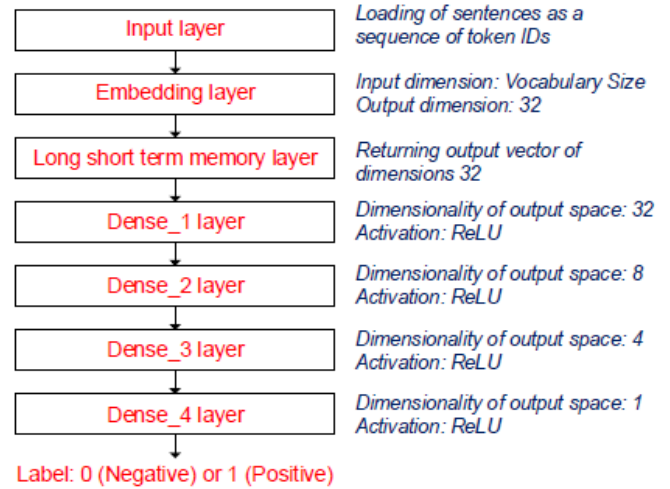 Input layer
Loading of sentences as a
sequence of token IDs
Embedding layer
Input dimension: Vocabulary Size
Output dimension: 32
Long short term memory layer
Returning output vector of
dimensions 32
Dense_1 layer
Dimensionality of output space: 32
Activation: ReLU
Dense_2 layer
Dimensionality of output space: 8
Activation: ReLU
Dense_3 layer
Dimensionality of output space: 4
Activation: ReLU
Dense_4 layer
Dimensionality of output space: 1
Activation: ReLU
Label: 0 (Negative) or 1 (Positive)